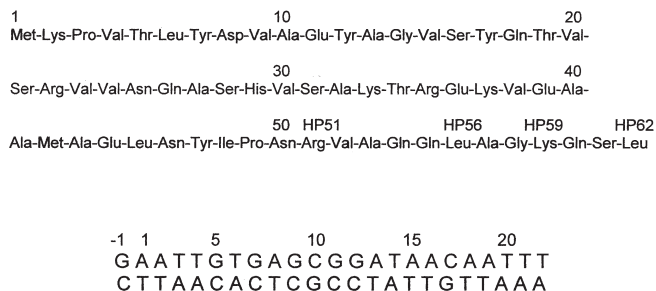 1 10 20
Met-Lys-Pro-Val-Thr-Leu-Tyr-Asp-Val-Ala-Glu-Tyr-Ala-Gly-Val-Ser-Tyr-Gln-Thr-Val-
30 40
Ser-Arg-Val-Val-Asn-Gln-Ala-Ser-His-Val-Ser-Ala-Lys-Thr-Arg-Glu-Lys-Val-Glu-Ala-
50 HP51 HP56 HP59 HP62
Ala-Met-Ala-Glu-Leu-Asn-Tyr-Ile-Pro-Asn-Arg-Val-Ala-Gln-Gln-Leu-Ala-Gly-Lys-Gln-Ser-Leu
-1 1 5 10 15 20
G A A T T G T G A G C G G A T A A C A A T T T
C T T A A C A C T C G C C T A T T G T T A A A